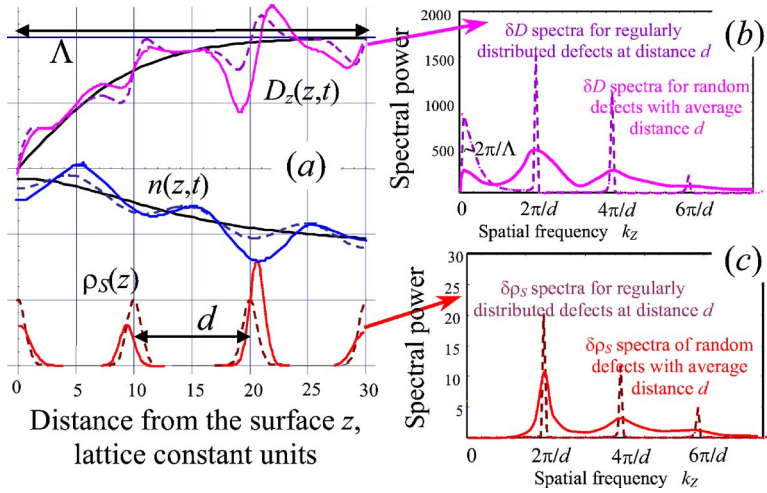 Λ
D_z(z,t)
(a)
n(z,t)
ρ_S(z)
d
0
5
10
15
20
25
30
Distance from the surface z,
lattice constant units
2000
1500
1000
500
Spectral power
(b)
δD spectra for regularly
distributed defects at distance d
δD spectra for random
defects with average
distance d
~2π/Λ
0
2π/d
4π/d
6π/d
Spatial frequency k_Z
30
25
20
15
10
5
Spectral power
(c)
δρ_S spectra for regularly
distributed defects at distance d
δρ_S spectra of random
defects with average
distance d
0
2π/d
4π/d
6π/d
Spatial frequency k_Z